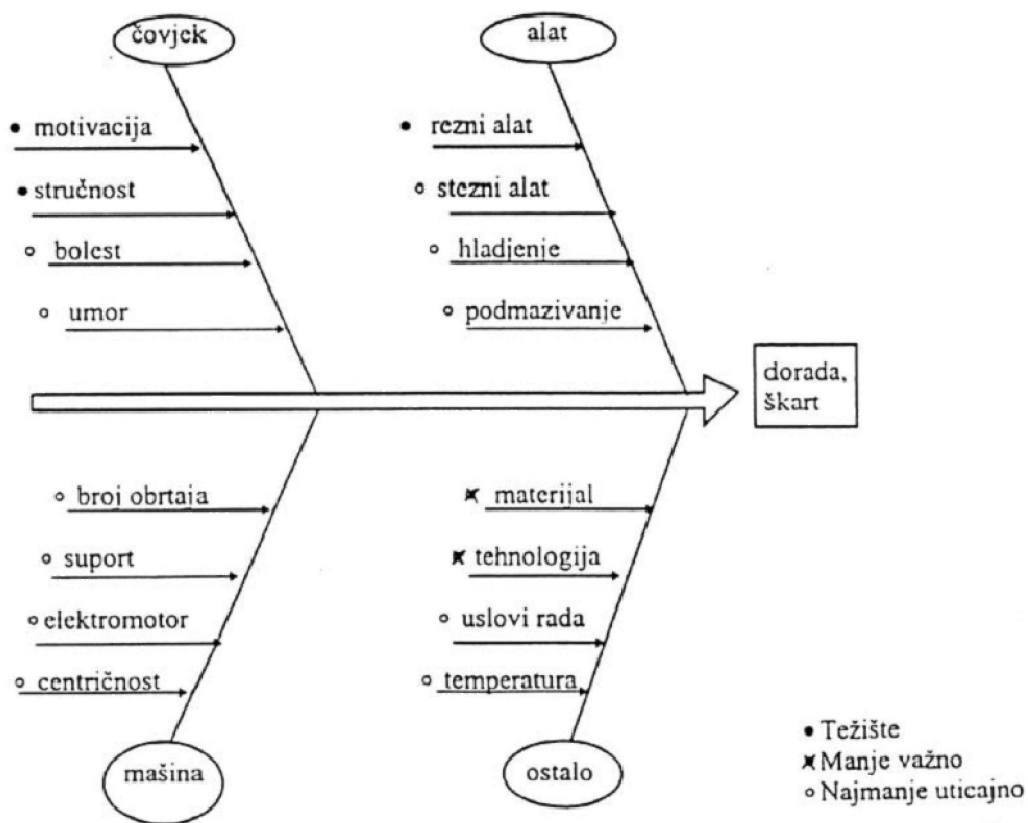 čovjek
alat
• motivacija
• stručnost
○ bolest
○ umor
• rezni alat
○ stezni alat
○ hladjenje
○ podmazivanje
dorada,
škart
○ broj obrtaja
○ suport
○ elektromotor
○ centričnost
✗ materijal
✗ tehnologija
○ uslovi rada
○ temperatura
mašina
ostalo
• Težište
✗ Manje važno
○ Najmanje uticajno